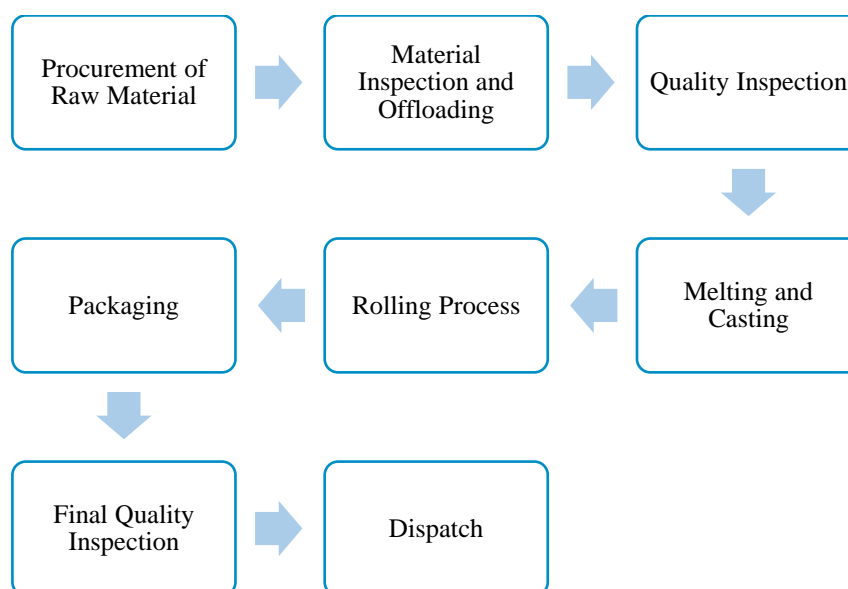 Procurement of
Raw Material
Material
Inspection and
Offloading
Quality Inspection
Melting and
Casting
Rolling Process
Packaging
Final Quality
Inspection
Dispatch